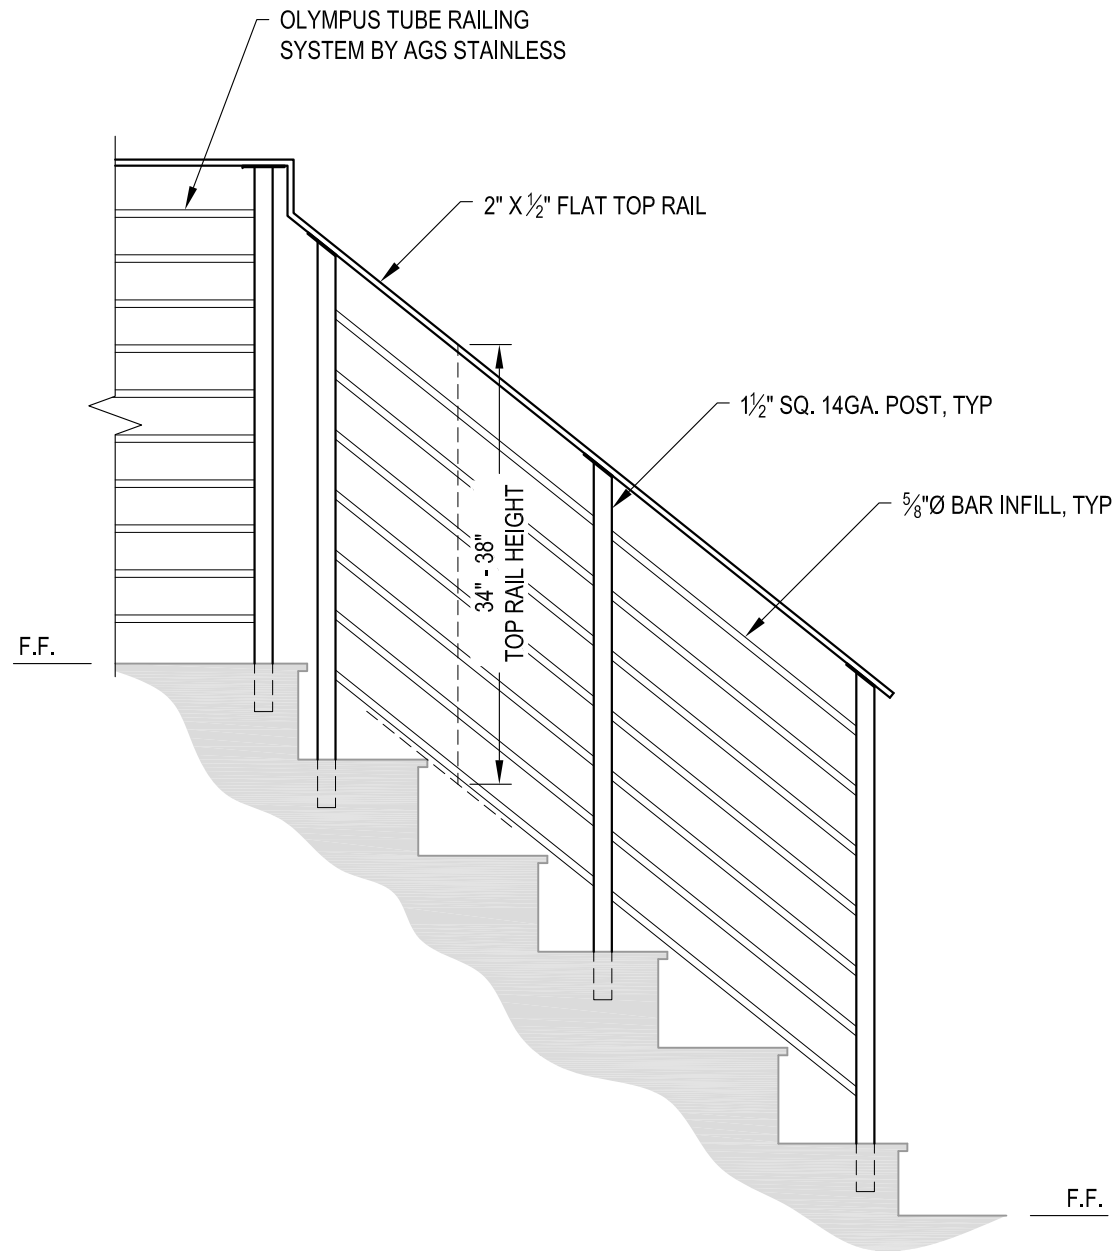 OLYMPUS TUBE RAILING
SYSTEM BY AGS STAINLESS
2" X ½" FLAT TOP RAIL
1½" SQ. 14GA. POST, TYP
⅝"Ø BAR INFILL, TYP
34" - 38"
TOP RAIL HEIGHT
F.F.
F.F.